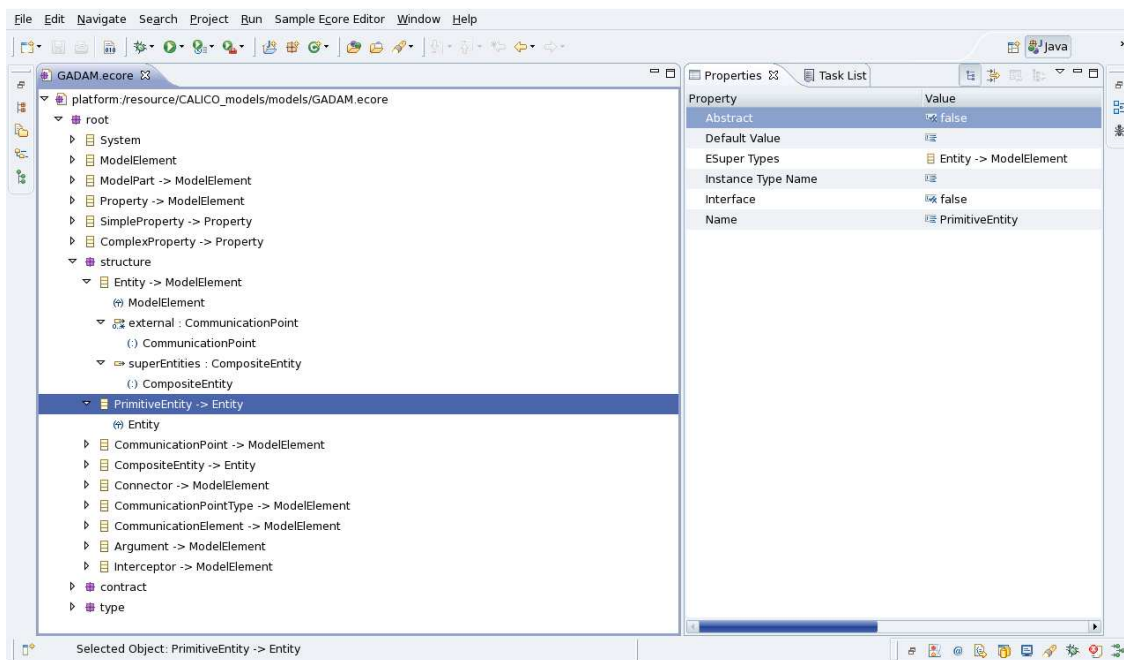 File Edit Navigate Search Project Run Sample Ecore Editor Window Help
Java
GADAM.ecore
platform:/resource/CALICO_models/models/GADAM.ecore
root
System
ModelElement
ModelPart -> ModelElement
Property -> ModelElement
SimpleProperty -> Property
ComplexProperty -> Property
structure
Entity -> ModelElement
ModelElement
external : CommunicationPoint
(:) CommunicationPoint
superEntities : CompositeEntity
(:) CompositeEntity
PrimitiveEntity -> Entity
Entity
CommunicationPoint -> ModelElement
CompositeEntity -> Entity
Connector -> ModelElement
CommunicationPointType -> ModelElement
CommunicationElement -> ModelElement
Argument -> ModelElement
Interceptor -> ModelElement
contract
type
Properties Task List
Property Value
Abstract false
Default Value
ESuper Types Entity -> ModelElement
Instance Type Name
Interface false
Name PrimitiveEntity
Selected Object: PrimitiveEntity -> Entity